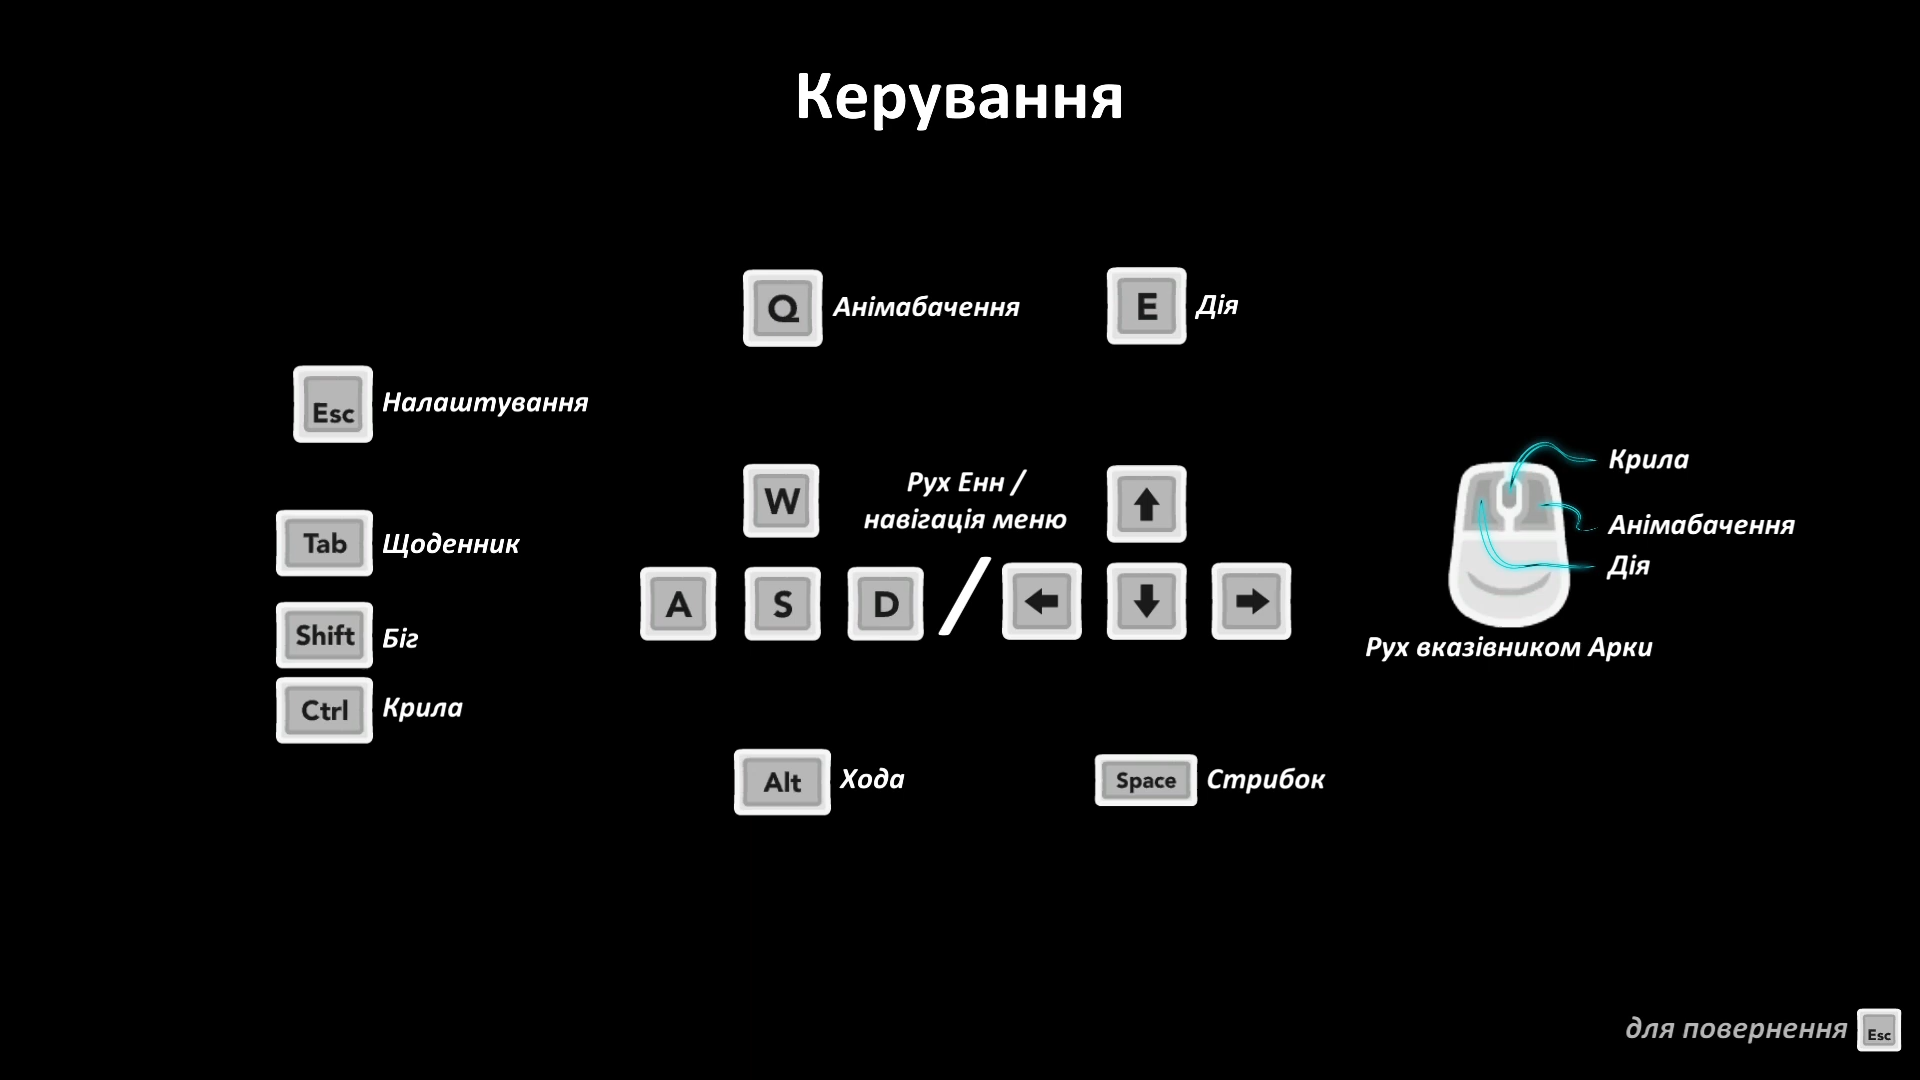 Керування
Q Анімабачення
E Дія
Esc Налаштування
Tab Щоденник
Shift Біг
Ctrl Крила
W
Рух Енн /
навігація меню
A S D /
Крила
Анімабачення
Дія
Рух вказівником Арки
Alt Хода
Space Стрибок
для повернення Esc